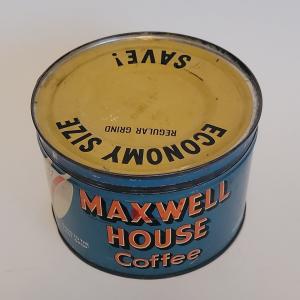 SAVE!
ECONOMY SIZE
REGULAR GRIND
MAXWELL
HOUSE
Coffee